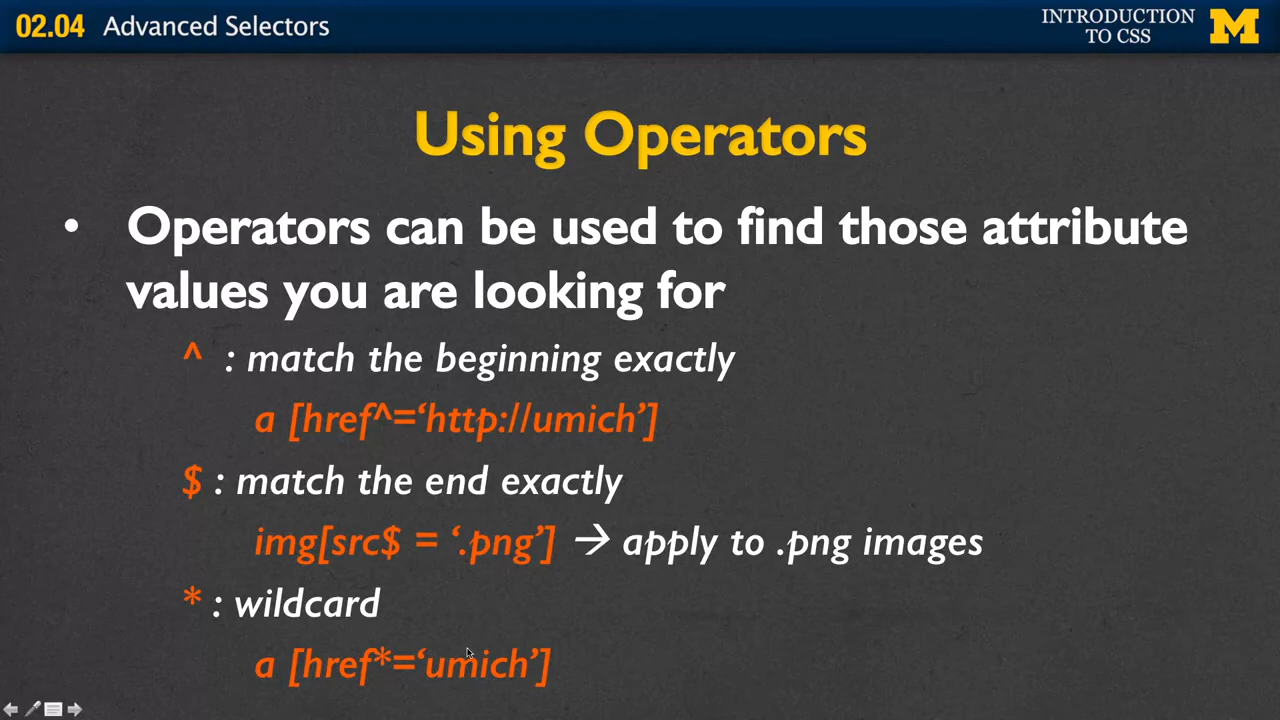 02.04 Advanced Selectors
INTRODUCTION
TO CSS
M
Using Operators
• Operators can be used to find those attribute
values you are looking for
^ : match the beginning exactly
a [href^=‘http://umich’]
$ : match the end exactly
img[src$ = ‘.png’] → apply to .png images
* : wildcard
a [href*=‘umich’]